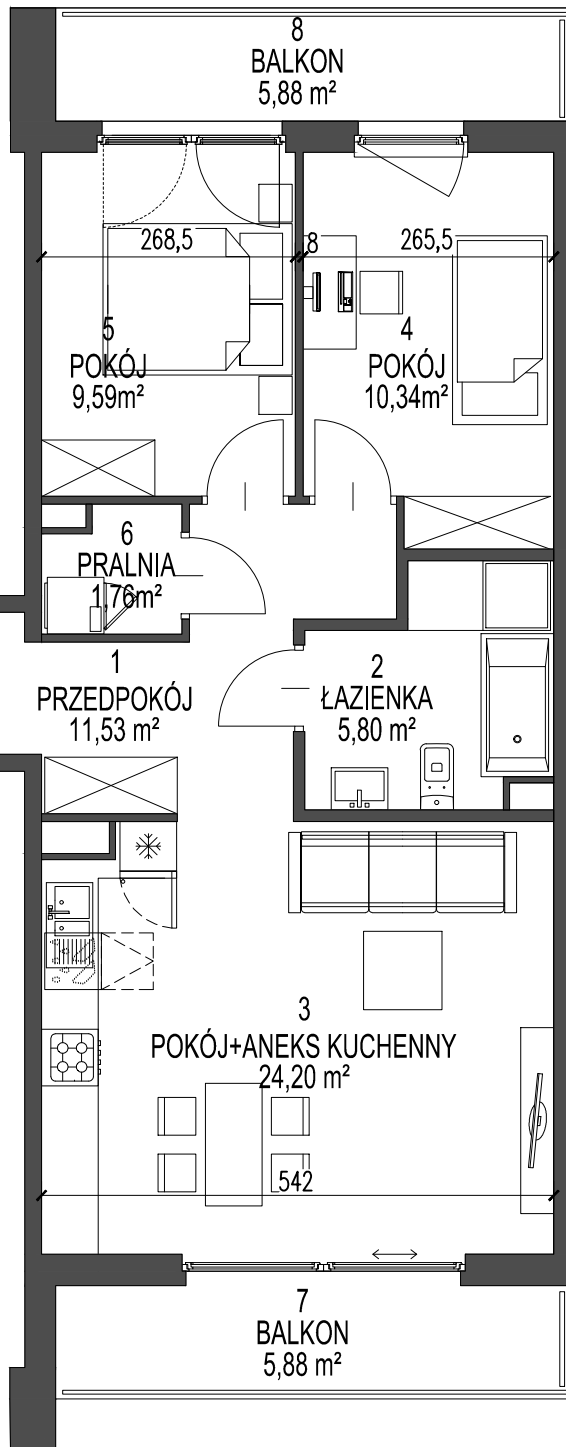 8
BALKON
5,88 m²
268,5
8
265,5
5
POKÓJ
9,59m²
4
POKÓJ
10,34m²
6
PRALNIA
1,76m²
1
PRZEDPOKÓJ
11,53 m²
2
ŁAZIENKA
5,80 m²
3
POKÓJ+ANEKS KUCHENNY
24,20 m²
542
7
BALKON
5,88 m²